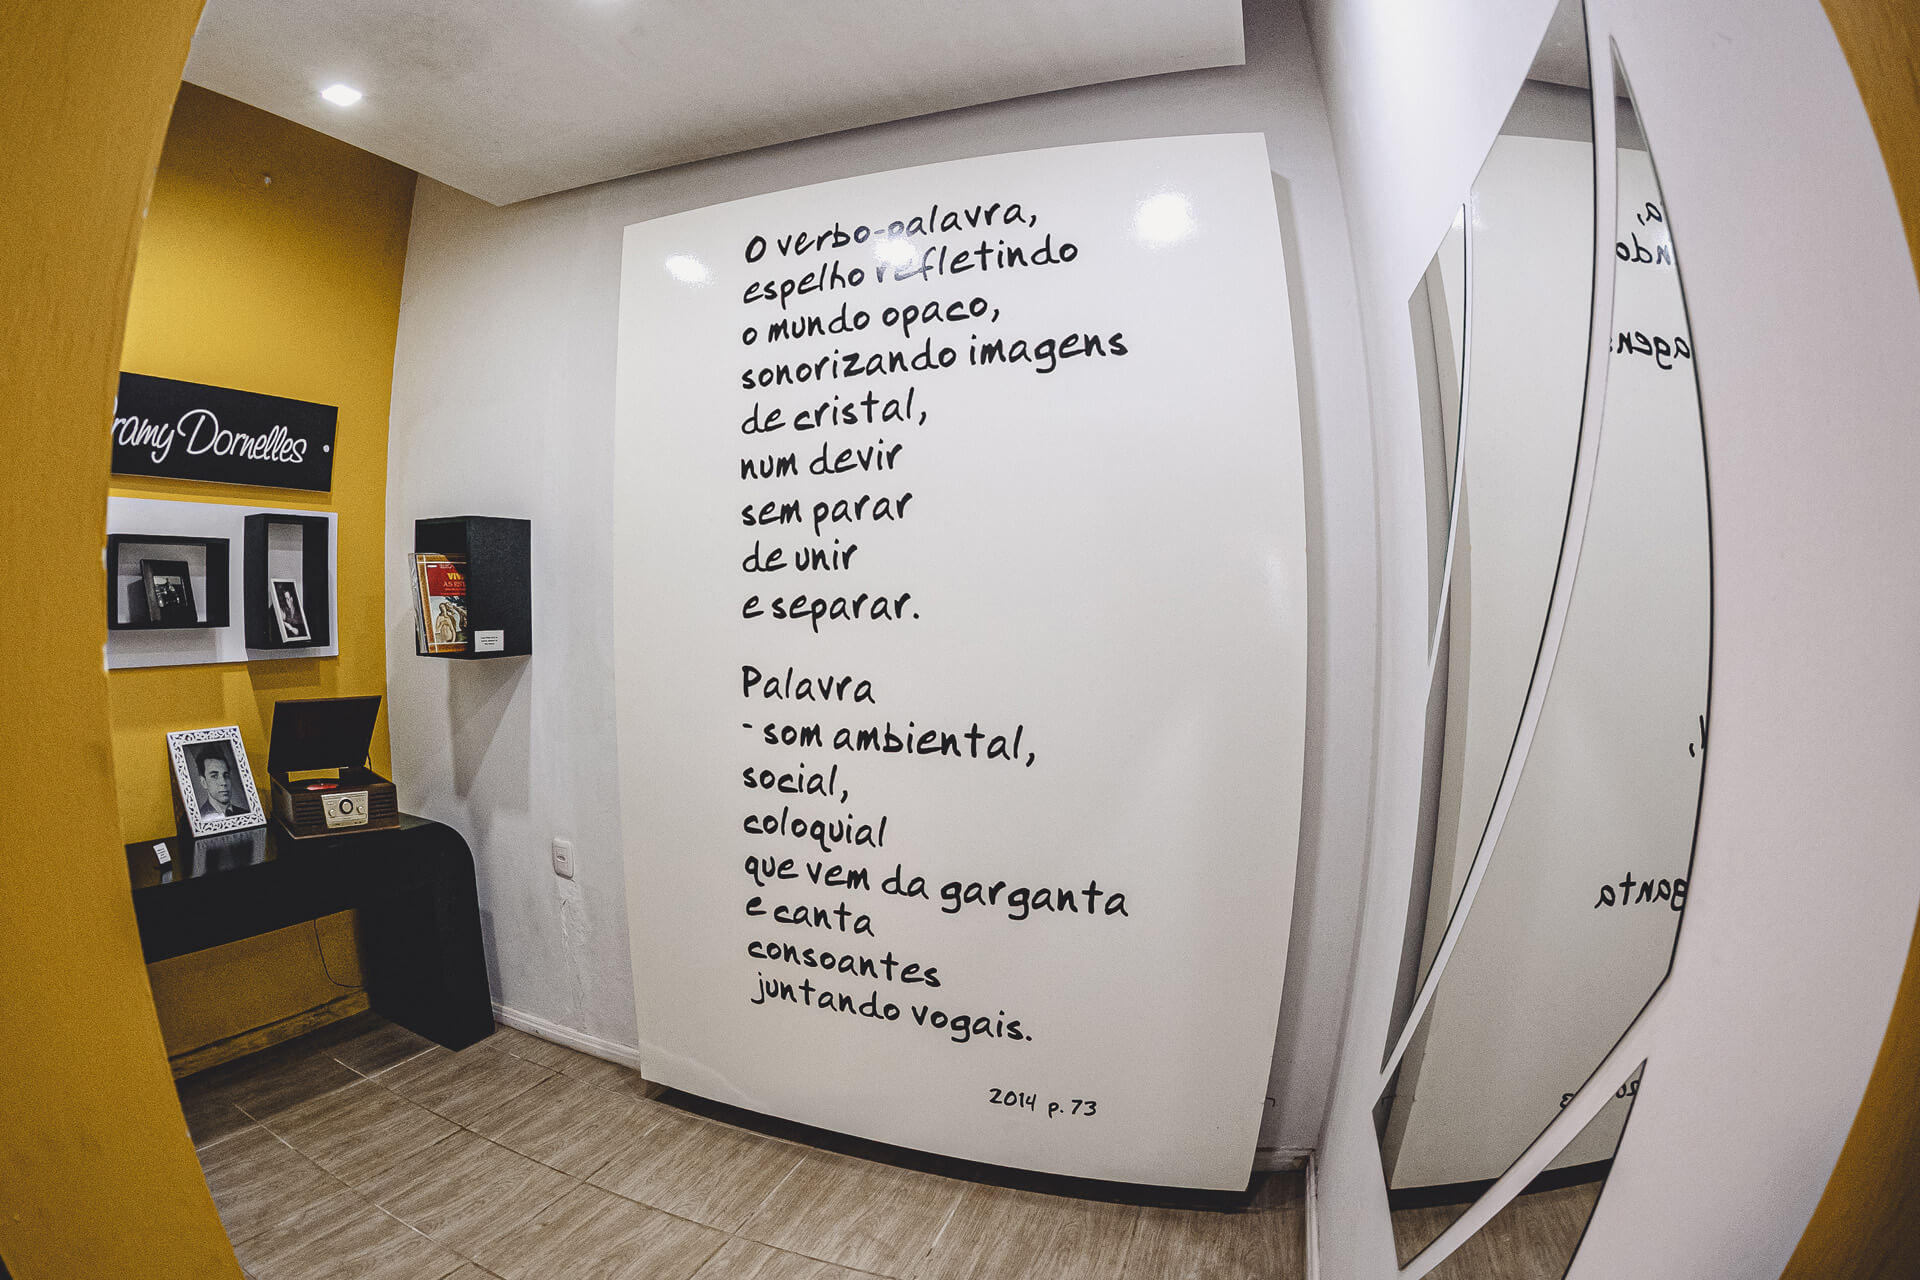 Dornelles
VIV
O verbo-palavra,
espelho refletindo
o mundo opaco,
sonorizando imagens
de cristal,
num devir
sem parar
de unir
e separar.
Palavra
- som ambiental,
social,
coloquial
que vem da garganta
e canta
consoantes
juntando vogais.
2014 p. 73